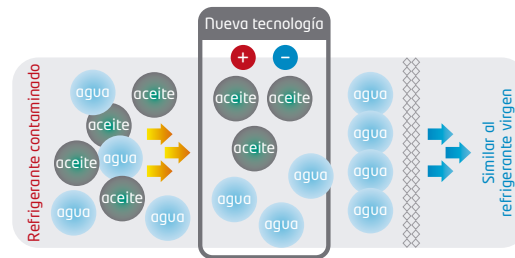 Nueva tecnología
+
−
Refrigerante contaminado
agua
aceite
aceite
aceite
agua
aceite
agua
agua
aceite
aceite
aceite
agua
agua
agua
agua
agua
agua
agua
Similar al
refrigerante virgen